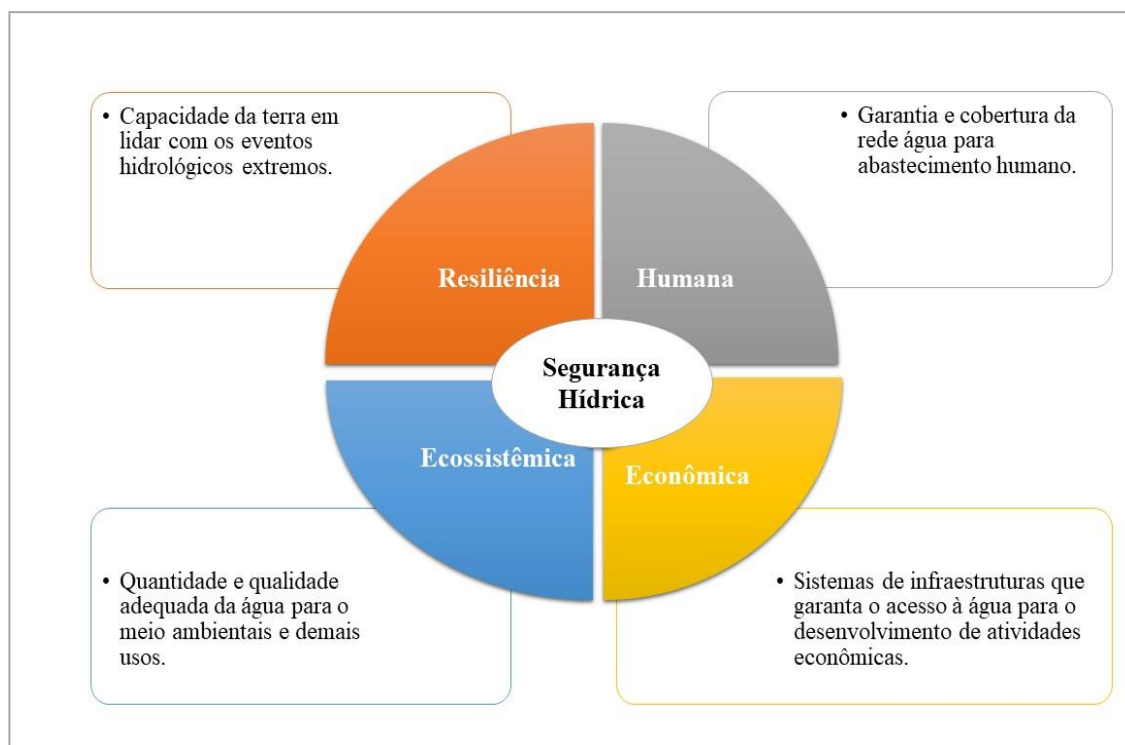 • Capacidade da terra em
lidar com os eventos
hidrológicos extremos.
• Garantia e cobertura da
rede água para
abastecimento humano.
Resiliência
Humana
Segurança
Hídrica
Ecossistêmica
Econômica
• Quantidade e qualidade
adequada da água para o
meio ambientais e demais
usos.
• Sistemas de infraestruturas que
garanta o acesso à água para o
desenvolvimento de atividades
econômicas.